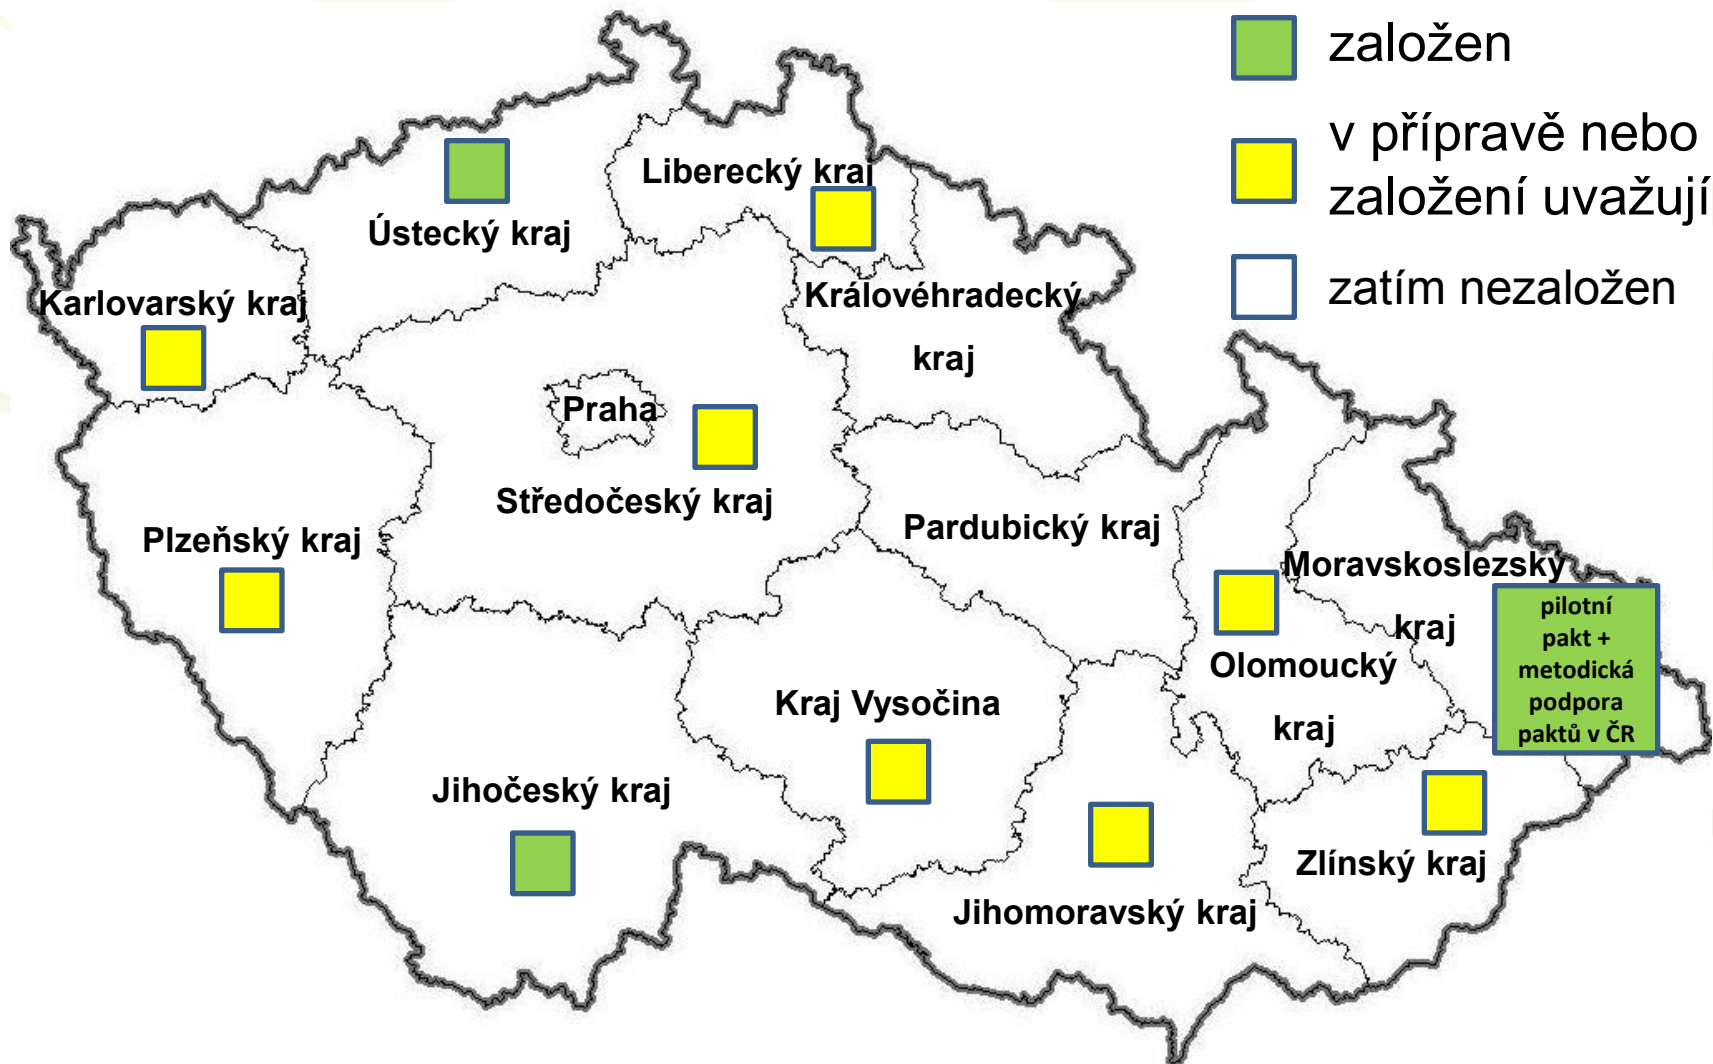 založen
v přípravě nebo
založení uvažují
zatím nezaložen
Liberecký kraj
Ústecký kraj
Karlovarský kraj
Královéhradecký
kraj
Praha
Středočeský kraj
Plzeňský kraj
Pardubický kraj
Moravskoslezský
kraj
pilotní
pakt +
metodická
podpora
paktů v ČR
Olomoucký
kraj
Kraj Vysočina
Jihočeský kraj
Zlínský kraj
Jihomoravský kraj